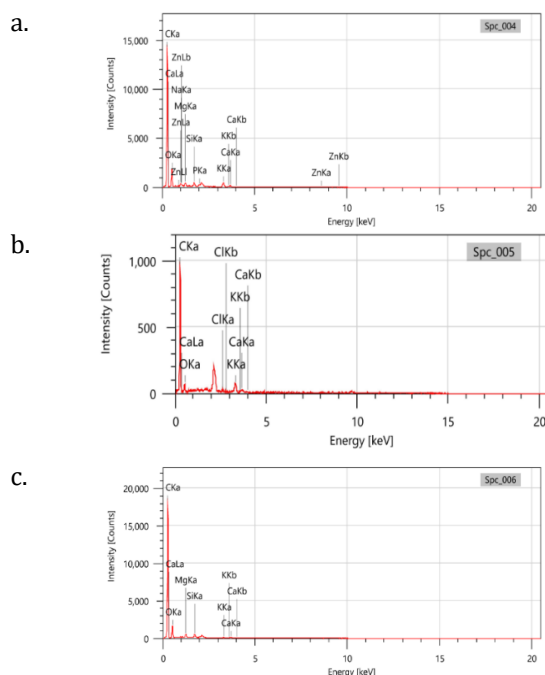 a.
Spc_004
Intensity [Counts]
15,000
10,000
5,000
0
CKa
ZnLb
CaLa
NaKa
MgKa
ZnLa
SiKa
OKa
ZnLl
PKa
KKa
KKb
CaKa
CaKb
ZnKa
ZnKb
0 5 10 15 20
Energy [keV]
b.
Spc_005
Intensity [Counts]
1,000
500
0
CKa
ClKb
CaKb
KKb
ClKa
CaLa
CaKa
OKa
KKa
0 5 10 15 20
Energy [keV]
c.
Spc_006
Intensity [Counts]
20,000
15,000
10,000
5,000
0
CKa
CaLa
MgKa
KKb
SiKa
CaKb
KKa
OKa
CaKa
0 5 10 15 20
Energy [keV]